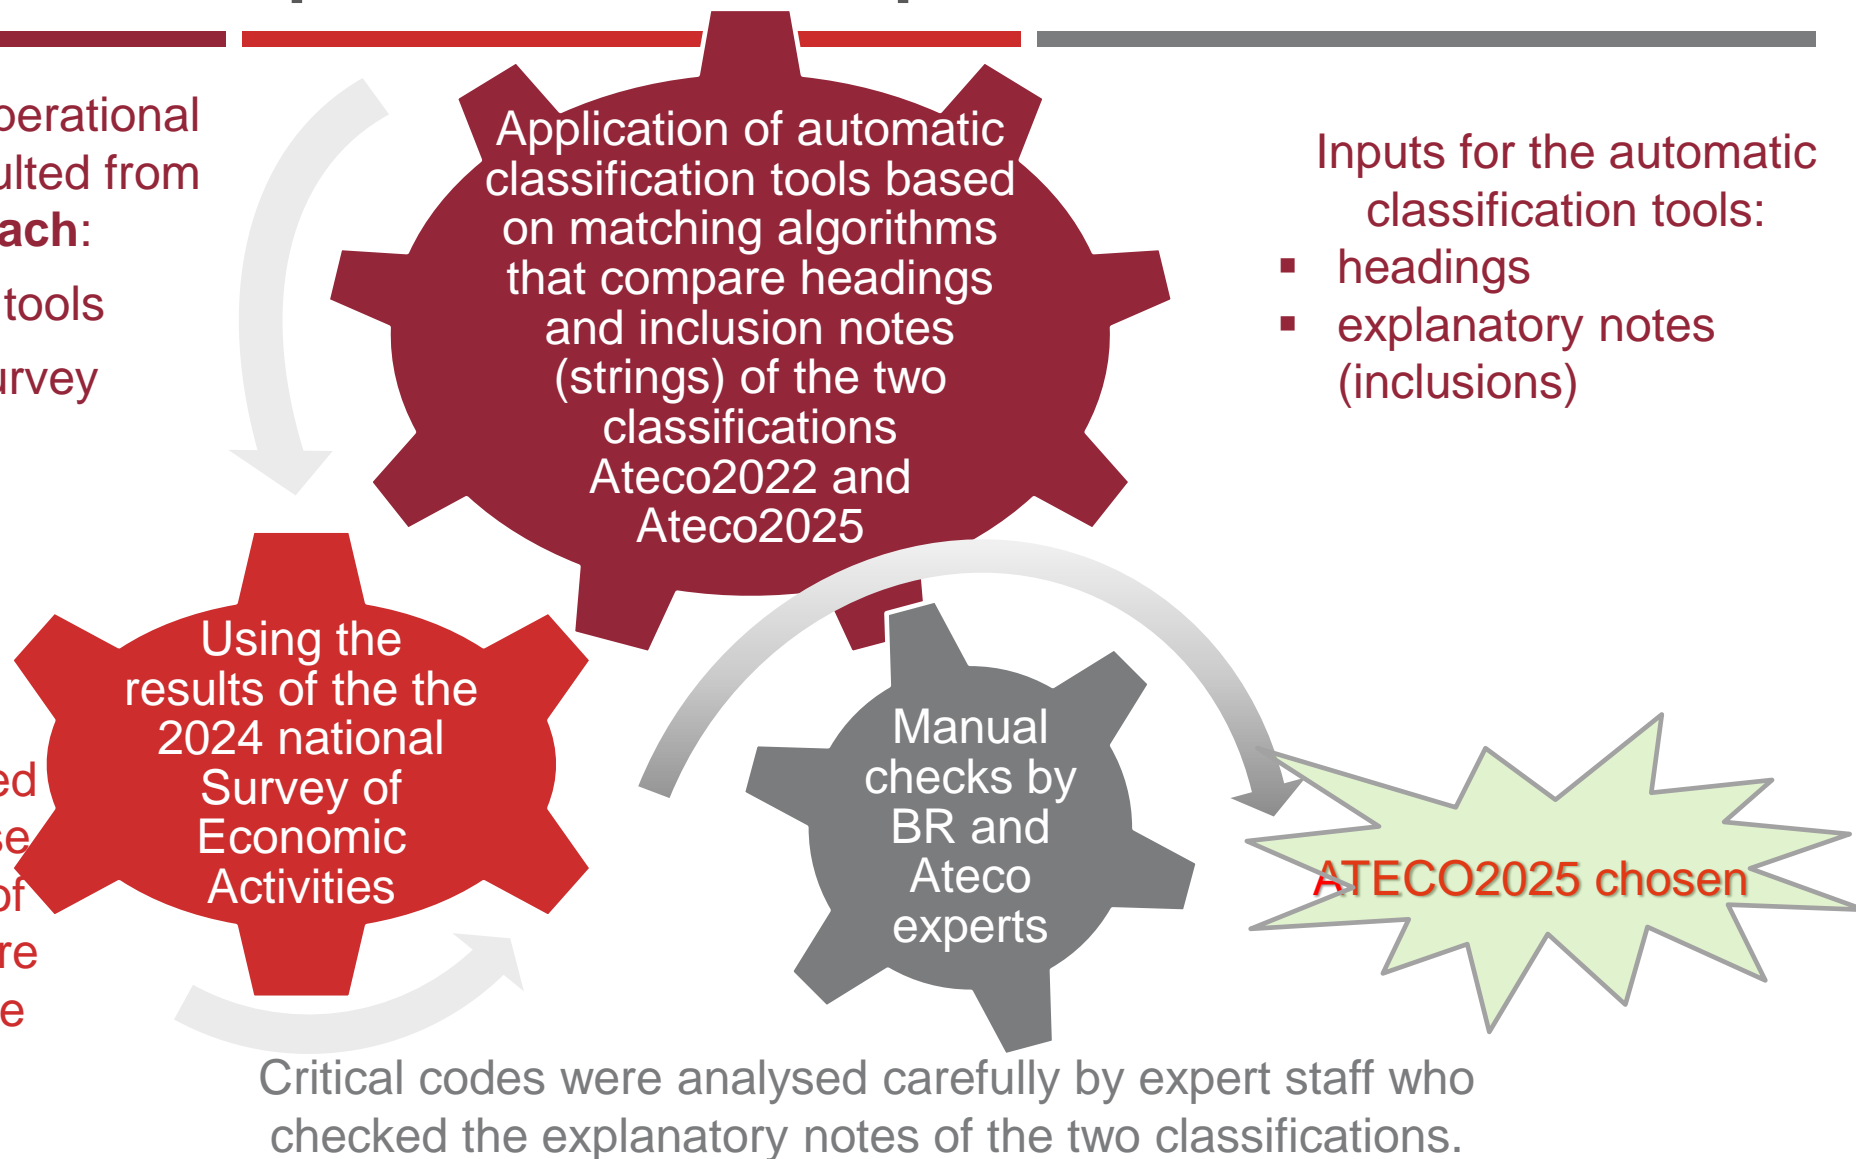 perational
ulted from
ach:
tools
urvey
Application of automatic
classification tools based
on matching algorithms
that compare headings
and inclusion notes
(strings) of the two
classifications
Ateco2022 and
Ateco2025
Inputs for the automatic
classification tools:
▪ headings
▪ explanatory notes
(inclusions)
Using the
results of the the
2024 national
Survey of
Economic
Activities
ed
se
of
re
e
Manual
checks by
BR and
Ateco
experts
ATECO2025 chosen
Critical codes were analysed carefully by expert staff who
checked the explanatory notes of the two classifications.